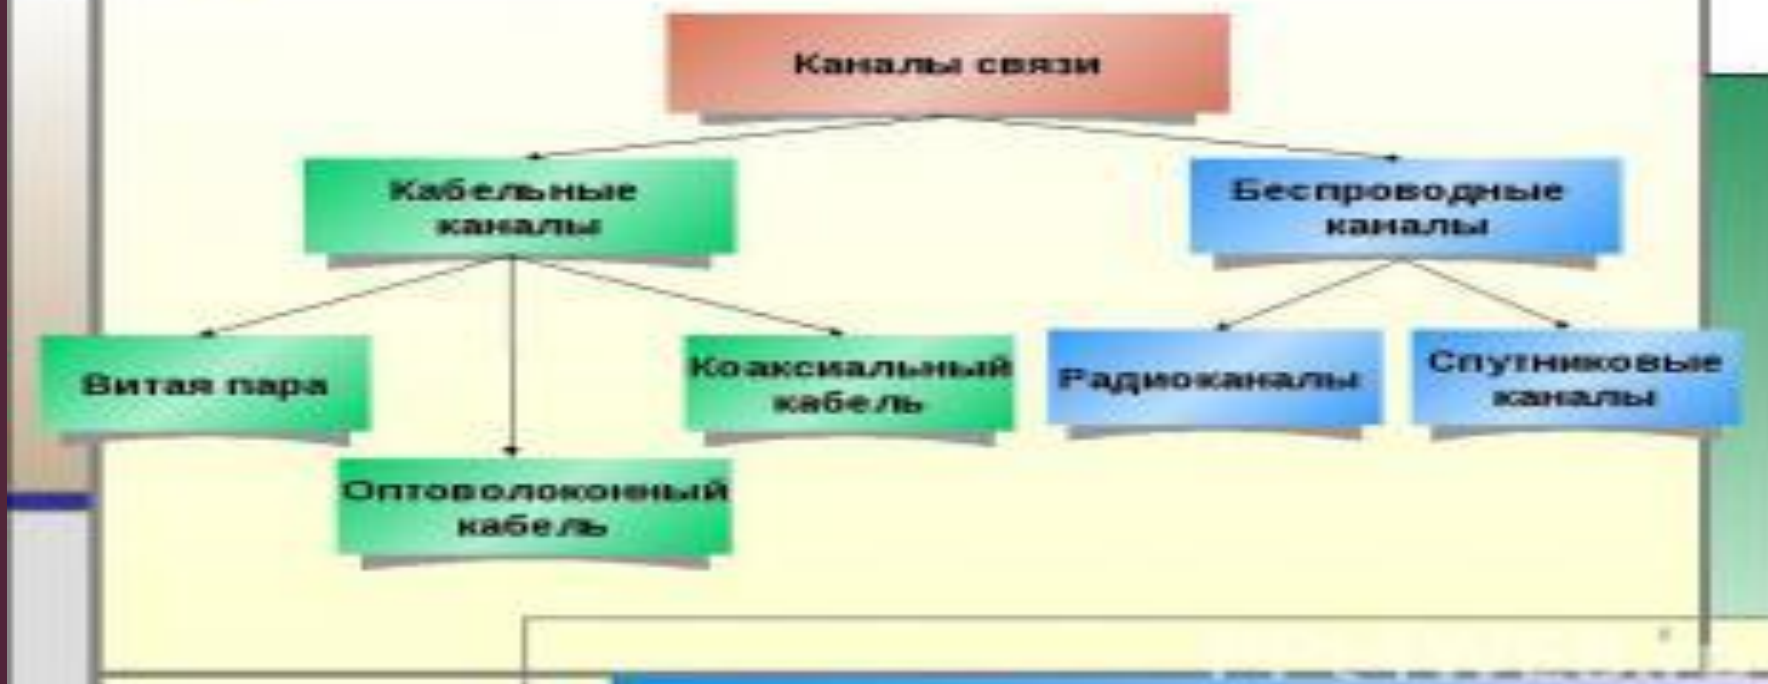 Каналы связи
Кабельные
каналы
Беспроводные
каналы
Витая пара
Коаксиальный
кабель
Радиоканалы
Спутниковые
каналы
Оптоволоконный
кабель